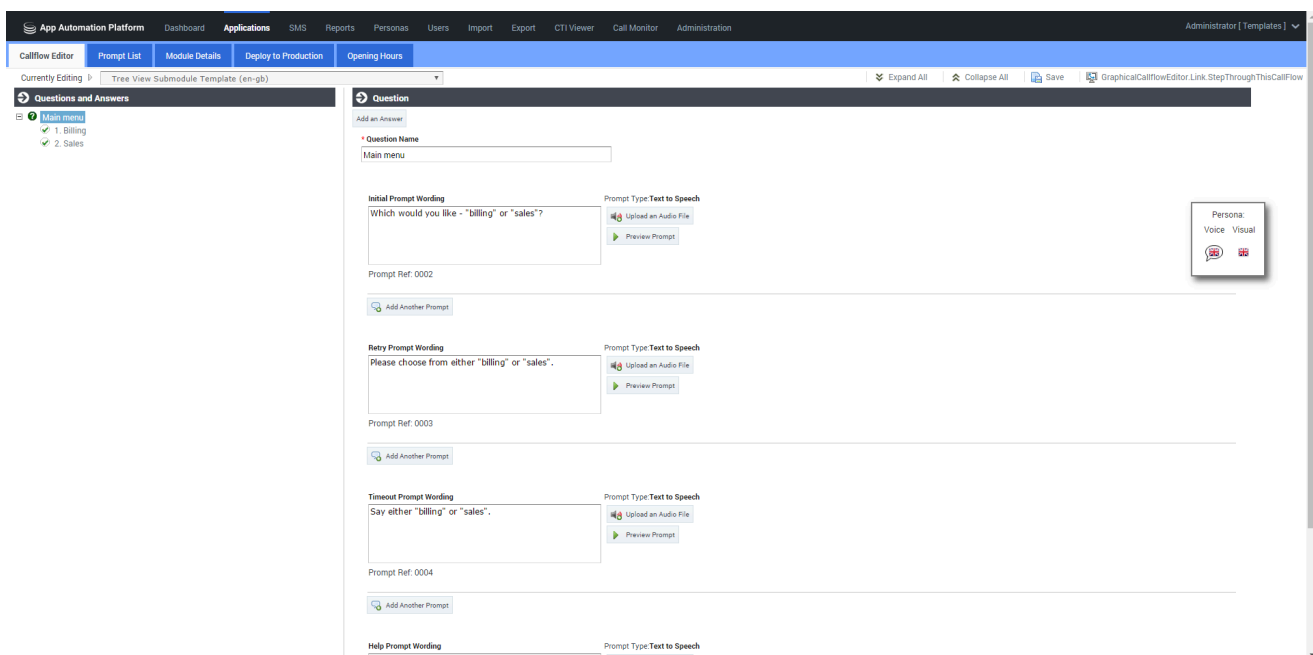 App Automation Platform Dashboard Applications SMS Reports Personas Users Import Export CTI Viewer Call Monitor Administration Administrator [ Templates ]
Callflow Editor Prompt List Module Details Deploy to Production Opening Hours
Currently Editing Tree View Submodule Template (en-gb) Expand All Collapse All Save GraphicalCallflowEditor.Link.StepThroughThisCallFlow
Questions and Answers
Main menu
1. Billing
2. Sales
Question
Add an Answer
* Question Name
Main menu
Initial Prompt Wording Prompt Type:Text to Speech
Which would you like - "billing" or "sales"?
Upload an Audio File
Preview Prompt
Prompt Ref: 0002
Add Another Prompt
Persona:
Voice Visual
Retry Prompt Wording Prompt Type:Text to Speech
Please choose from either "billing" or "sales".
Upload an Audio File
Preview Prompt
Prompt Ref: 0003
Add Another Prompt
Timeout Prompt Wording Prompt Type:Text to Speech
Say either "billing" or "sales".
Upload an Audio File
Preview Prompt
Prompt Ref: 0004
Add Another Prompt
Help Prompt Wording Prompt Type:Text to Speech